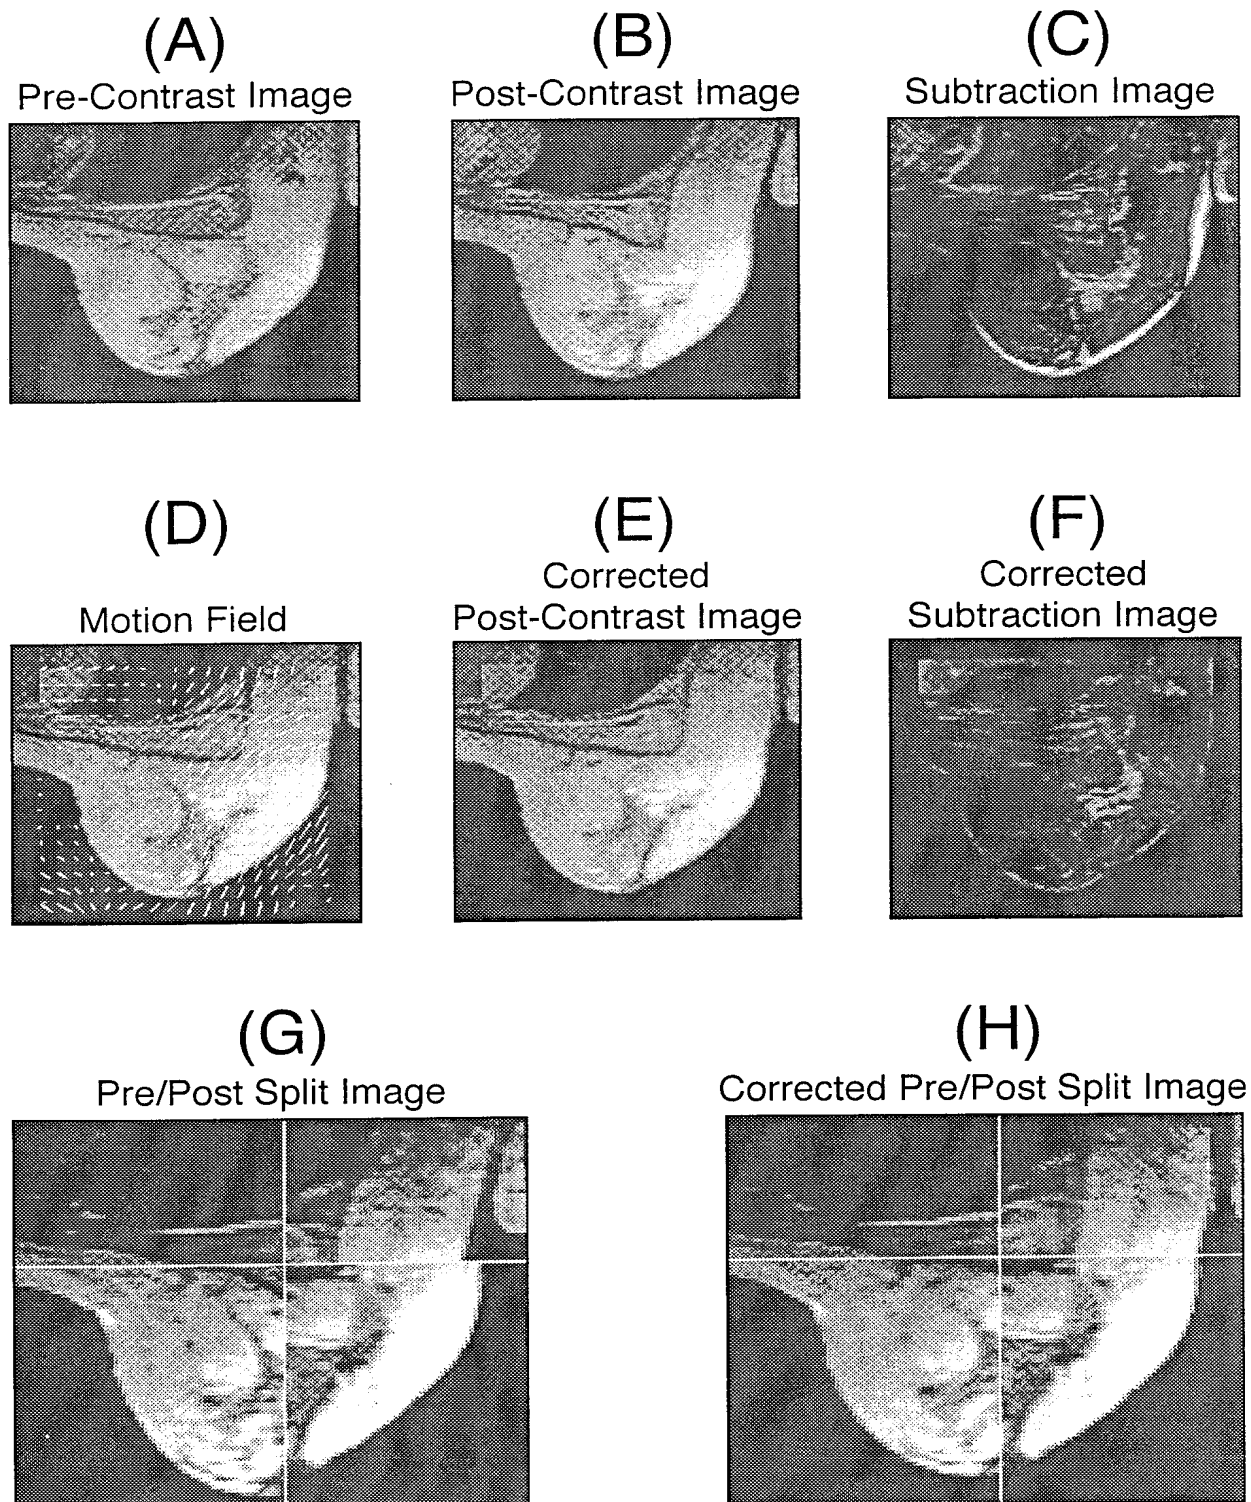 (A)
Pre-Contrast Image
(B)
Post-Contrast Image
(C)
Subtraction Image
(D)
Motion Field
(E)
Corrected
Post-Contrast Image
(F)
Corrected
Subtraction Image
(G)
Pre/Post Split Image
(H)
Corrected Pre/Post Split Image